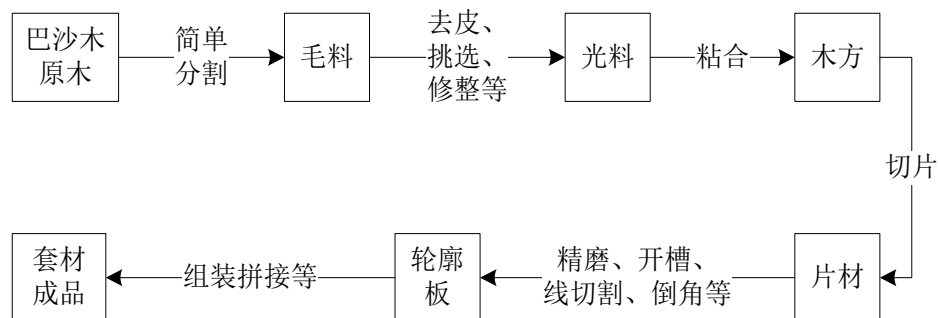 巴沙木
原木
简单
分割
毛料
去皮、
挑选、
修整等
光料
粘合
木方
切片
片材
精磨、开槽、
线切割、倒角等
轮廓
板
组装拼接等
套材
成品